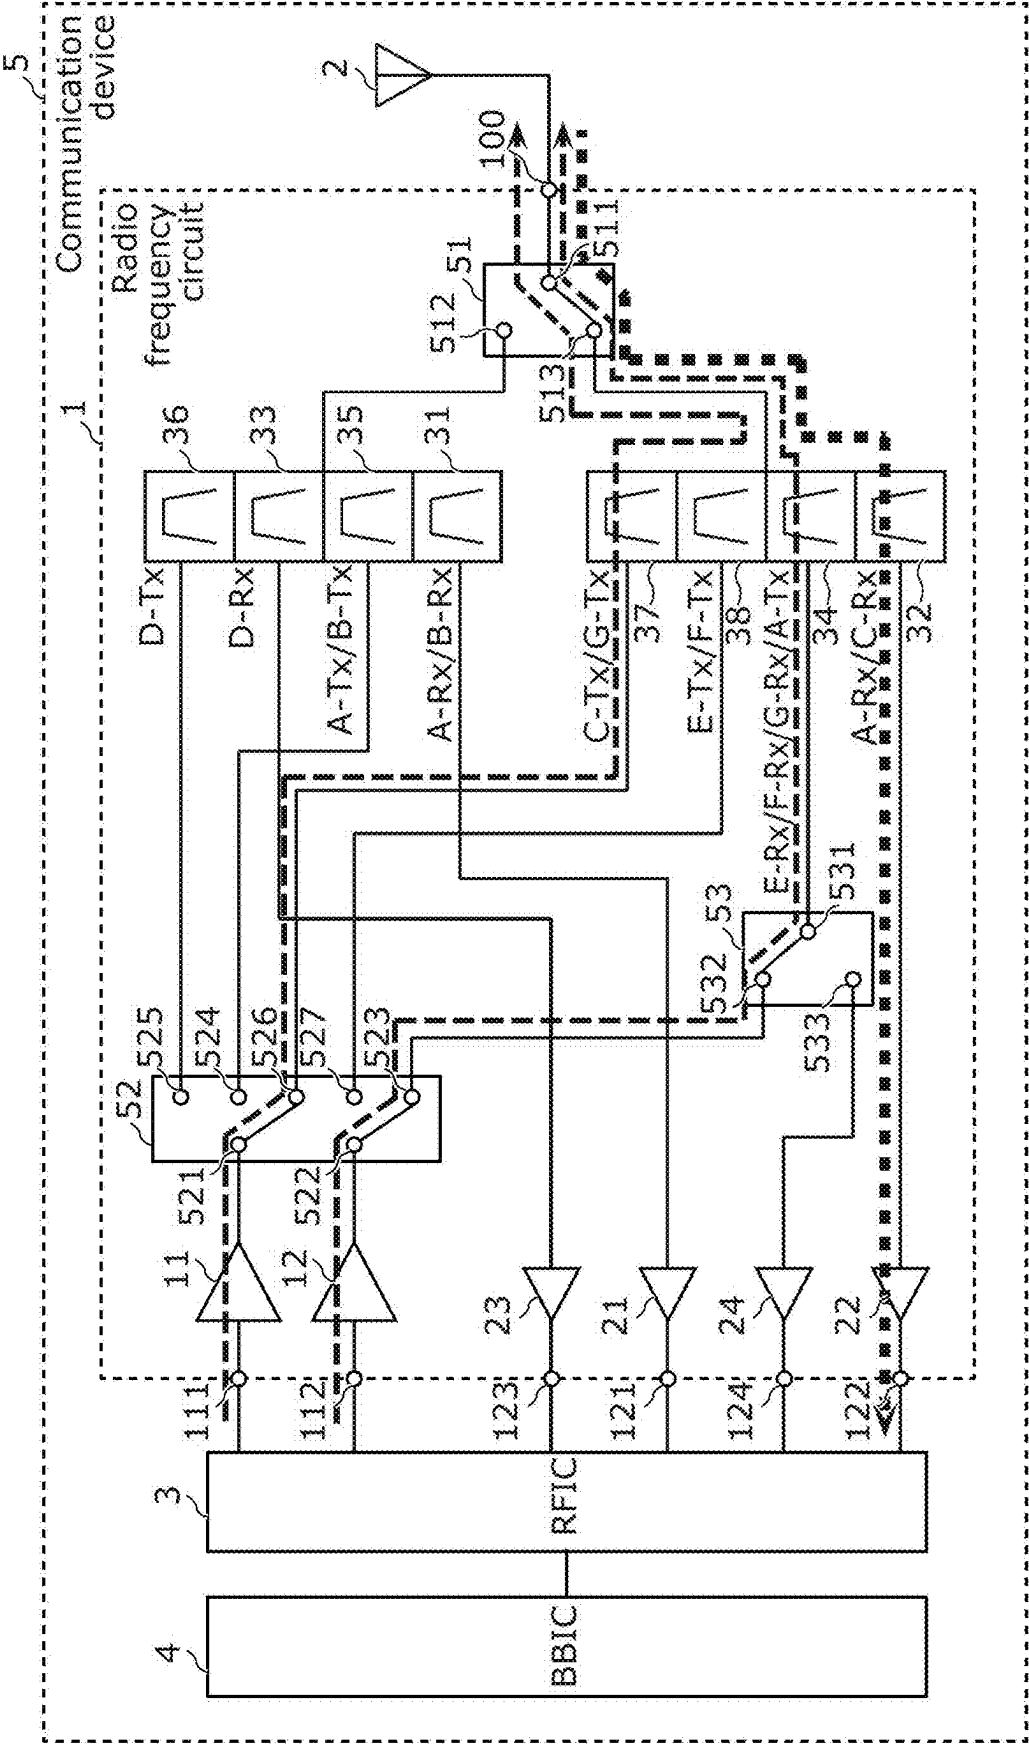 5
Communication
device
1
Radio
frequency
circuit
2
100
51
511
512
513
36
33
35
31
37
38
34
32
D-Tx
D-Rx
A-Tx/B-Tx
A-Rx/B-Rx
C-Tx/G-Tx
E-Tx/F-Tx
E-Rx/F-Rx/G-Rx/A-Tx
A-Rx/C-Rx
53
531
532
533
52
525
524
526
527
523
521
522
11
12
23
21
24
22
111
112
123
121
124
122
3
RFIC
4
BBIC